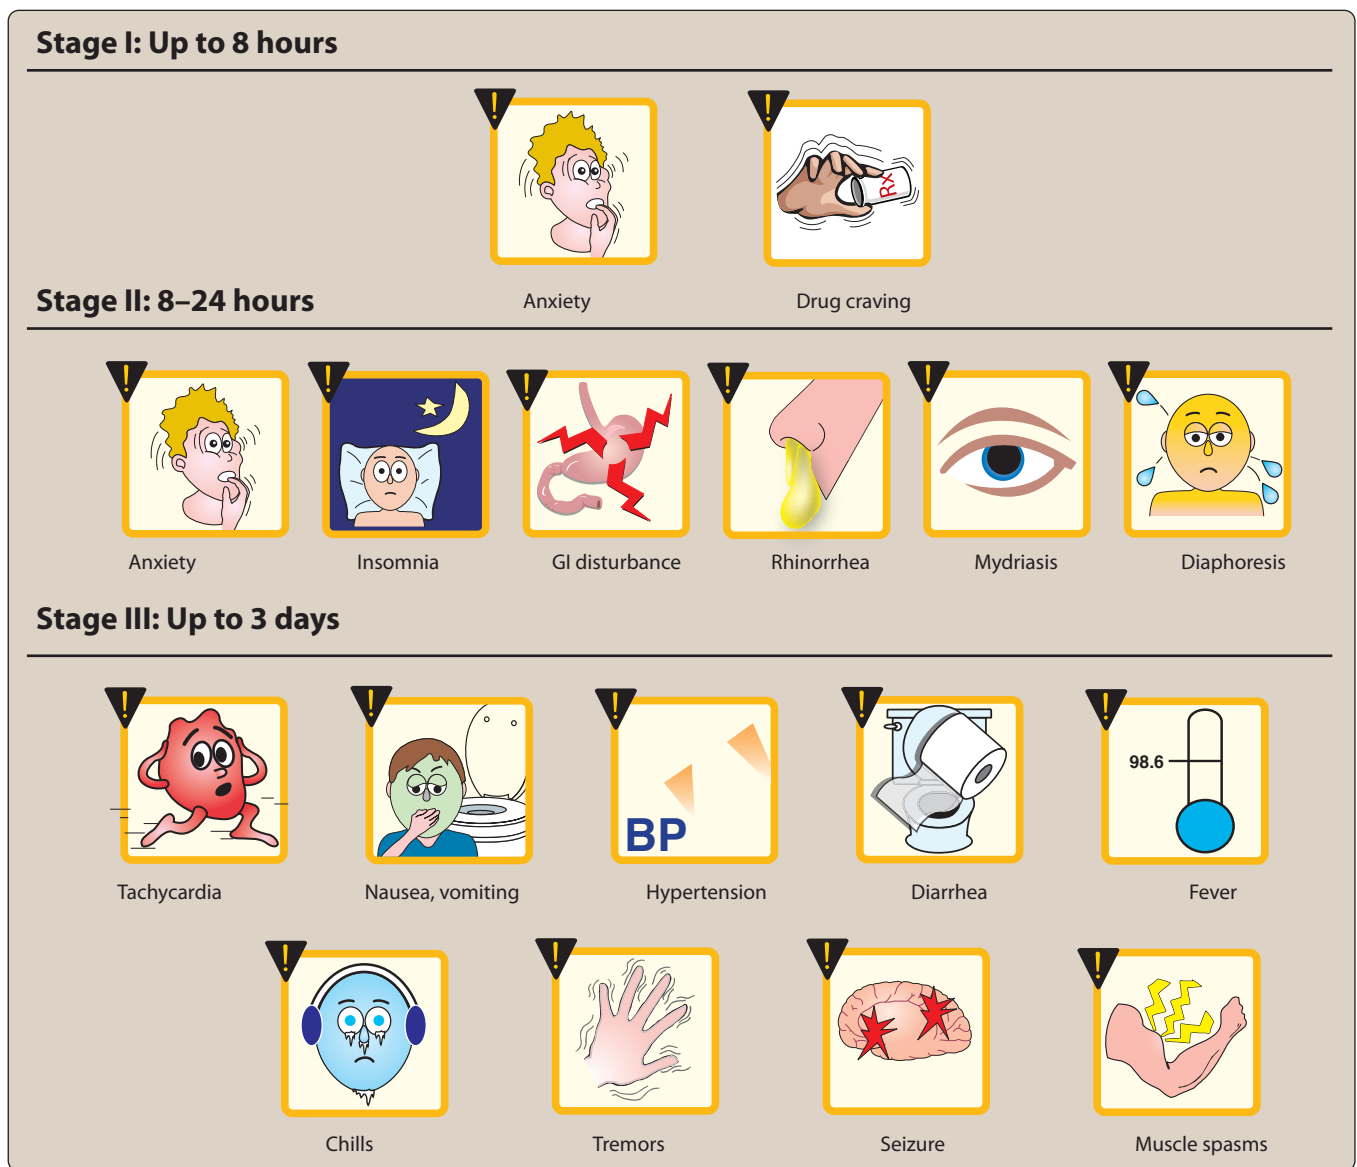 Stage I: Up to 8 hours
Rx
Anxiety
Drug craving
Stage II: 8–24 hours
Anxiety
Insomnia
GI disturbance
Rhinorrhea
Mydriasis
Diaphoresis
Stage III: Up to 3 days
BP
98.6
Tachycardia
Nausea, vomiting
Hypertension
Diarrhea
Fever
Chills
Tremors
Seizure
Muscle spasms